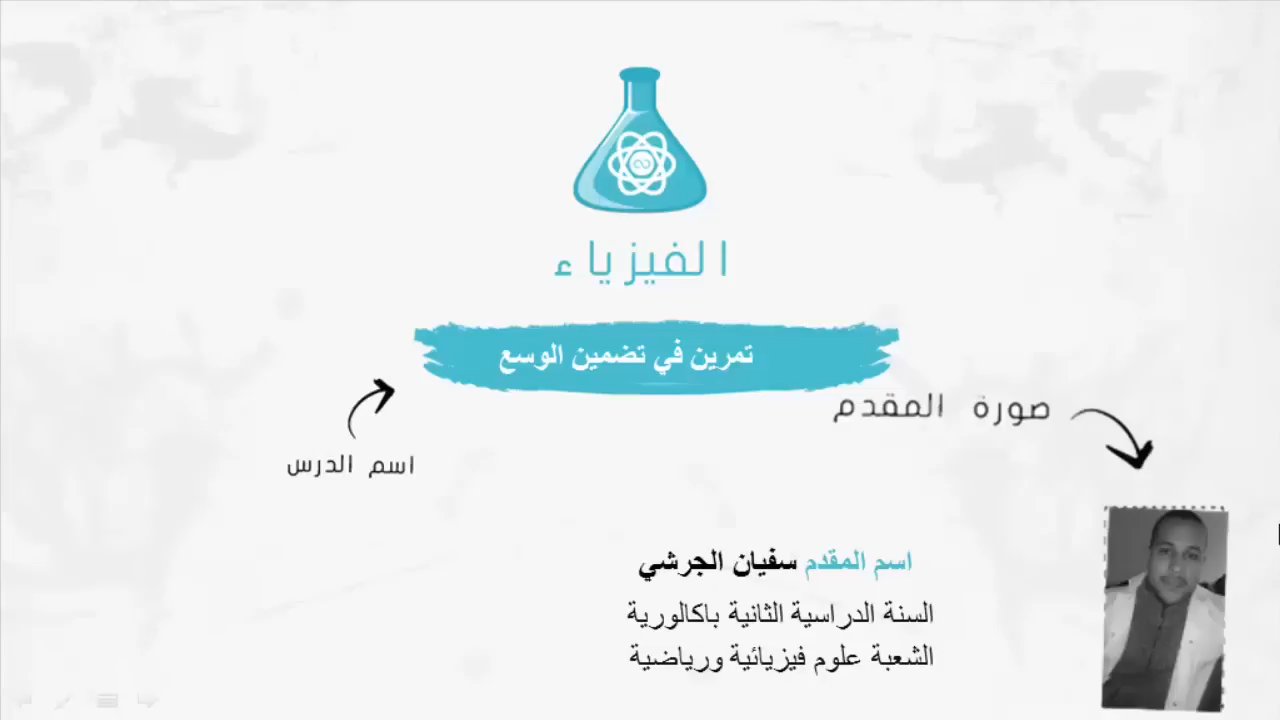 الفيزياء
تمرين في تضمين الوسع
صورة المقدم
اسم الدرس
اسم المقدم سفيان الجرشي
السنة الدراسية الثانية باكالورية
الشعبة علوم فيزيائية ورياضية